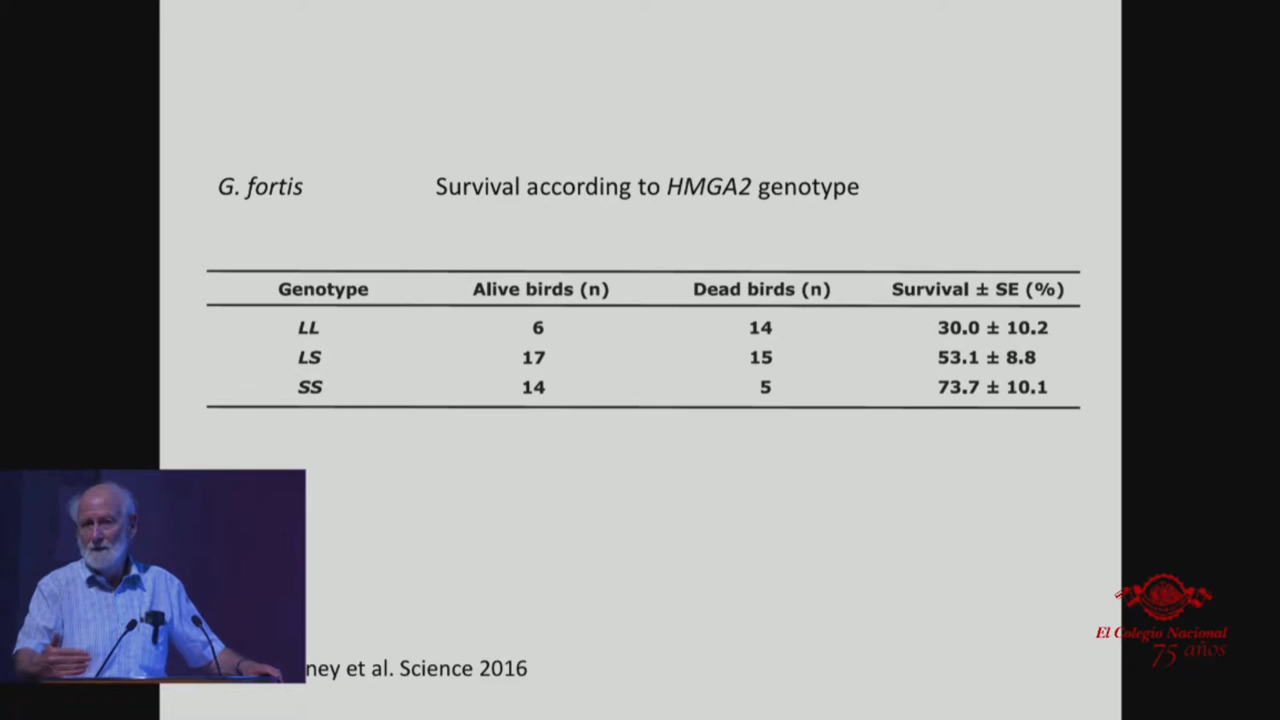 G. fortis Survival according to HMGA2 genotype
Genotype Alive birds (n) Dead birds (n) Survival ± SE (%)
LL 6 14 30.0 ± 10.2
LS 17 15 53.1 ± 8.8
SS 14 5 73.7 ± 10.1
ney et al. Science 2016
El Colegio Nacional
75 años